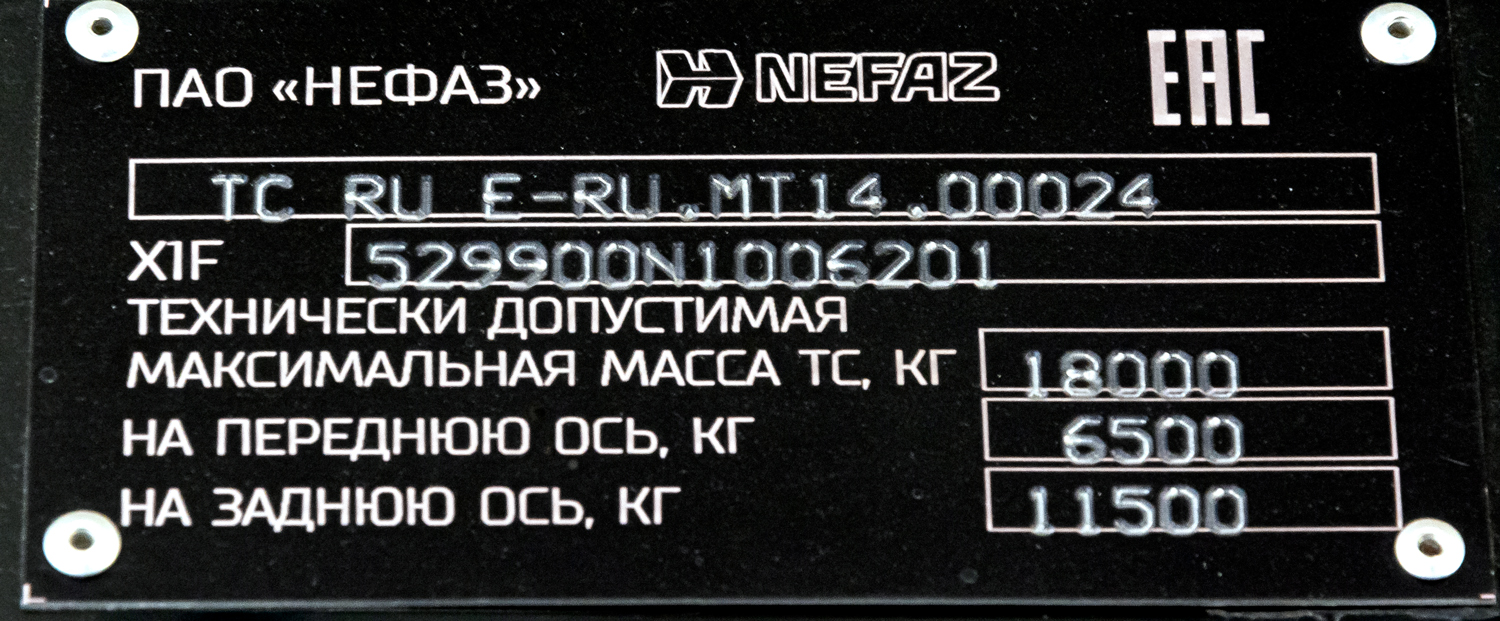 ПАО «НЕФАЗ» NEFAZ EAC
TC RU E-RU.MT14.00024
X1F 529900N1006201
ТЕХНИЧЕСКИ ДОПУСТИМАЯ
МАКСИМАЛЬНАЯ МАССА ТС, КГ 18000
НА ПЕРЕДНЮЮ ОСЬ, КГ 6500
НА ЗАДНЮЮ ОСЬ, КГ 11500